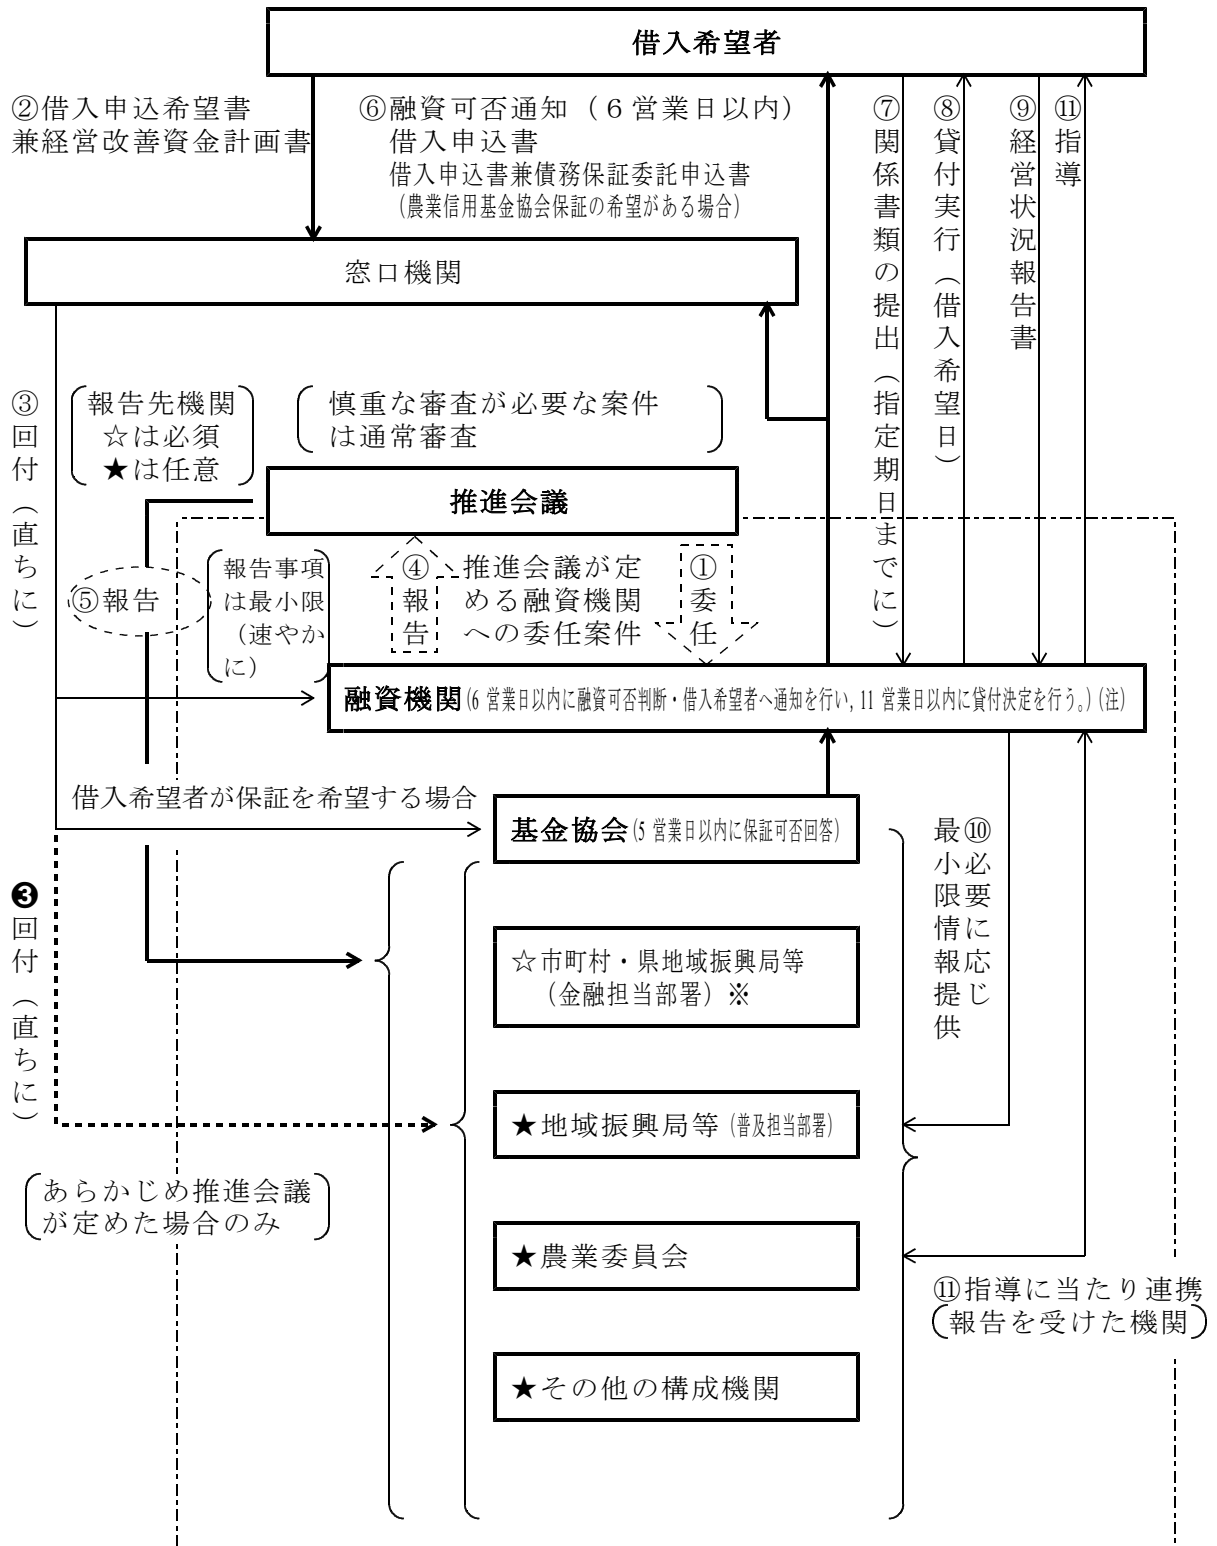 借入希望者
②借入申込希望書
兼経営改善資金計画書
⑥融資可否通知（６営業日以内）
借入申込書
借入申込書兼債務保証委託申込書
（農業信用基金協会保証の希望がある場合）
⑦関係書類の提出（指定期日までに）
⑧貸付実行（借入希望日）
⑨経営状況報告書
⑪指導
窓口機関
③回付（直ちに）
報告先機関
☆は必須
★は任意
慎重な審査が必要な案件
は通常審査
推進会議
⑤報告
報告事項
は最小限
（速やか
に）
④報告
推進会議が定
める融資機関
への委任案件
①委任
融資機関(6 営業日以内に融資可否判断・借入希望者へ通知を行い, 11 営業日以内に貸付決定を行う。)(注)
借入希望者が保証を希望する場合
基金協会(5 営業日以内に保証可否回答)
❸回付（直ちに）
⑩必要に応じ
最小限情報提供
☆市町村・県地域振興局等
（金融担当部署）※
★地域振興局等(普及担当部署)
あらかじめ推進会議
が定めた場合のみ
★農業委員会
⑪指導に当たり連携
報告を受けた機関
★その他の構成機関